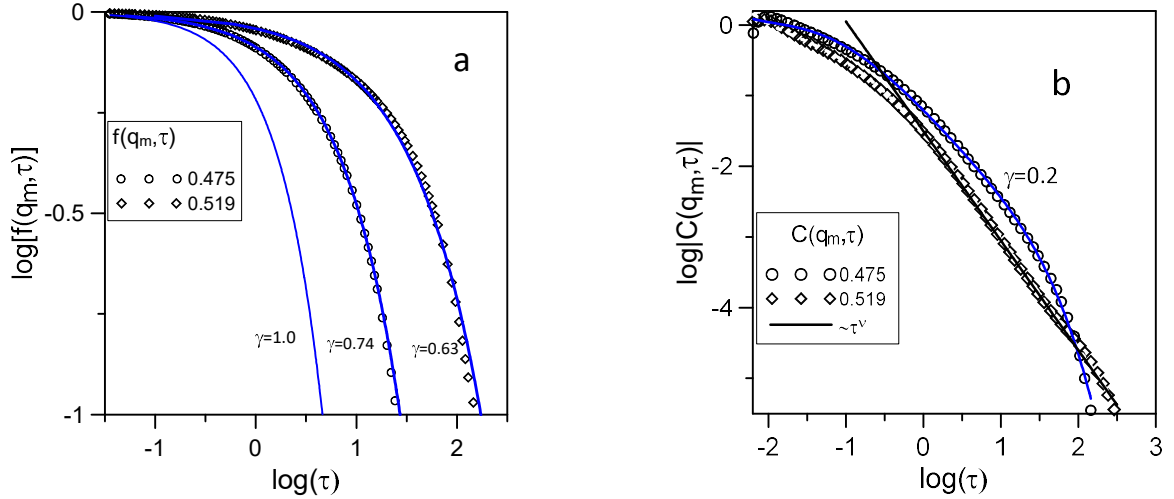 0
-0.5
-1
log[f(qm,τ)]
a
f(qm,τ)
0.475
0.519
γ=1.0
γ=0.74
γ=0.63
-1 0 1 2
log(τ)
0
-2
-4
log|C(qm,τ)|
b
γ=0.2
C(qm,τ)
0.475
0.519
~τν
-2 -1 0 1 2 3
log(τ)